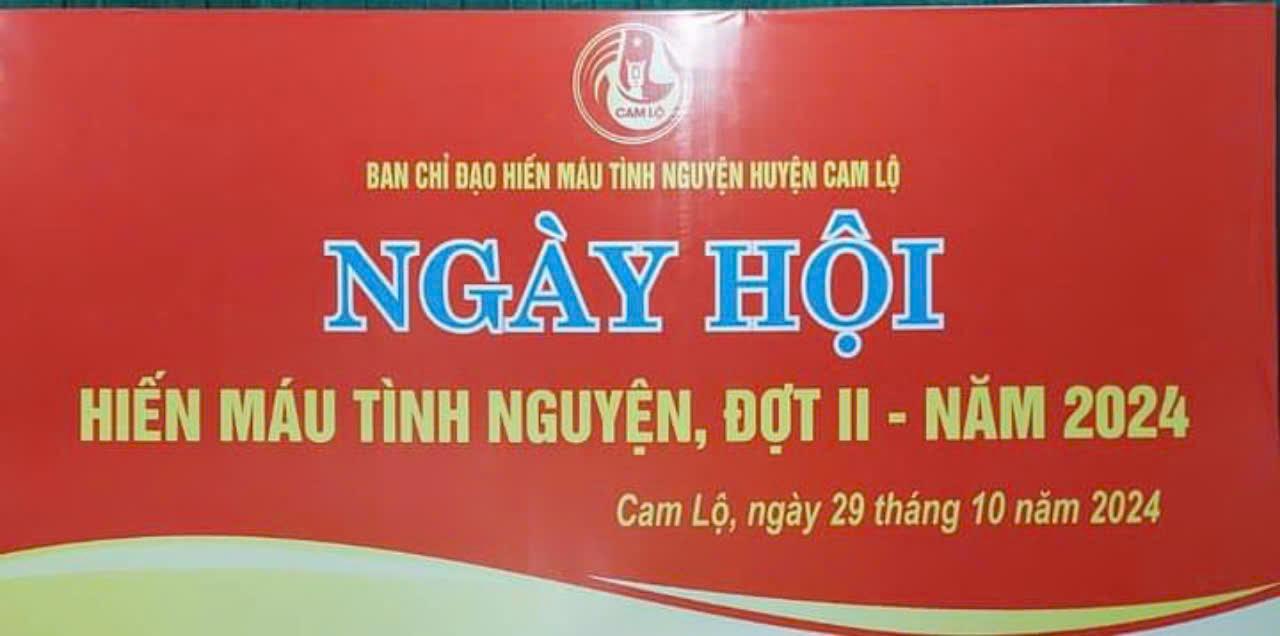 CAM LỘ
BAN CHỈ ĐẠO HIẾN MÁU TÌNH NGUYỆN HUYỆN CAM LỘ
NGÀY HỘI
HIẾN MÁU TÌNH NGUYỆN, ĐỢT II - NĂM 2024
Cam Lộ, ngày 29 tháng 10 năm 2024